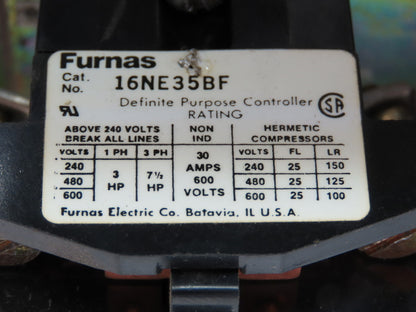 Furnas
Cat. No. 16NE35BF
Definite Purpose Controller
RATING
ABOVE 240 VOLTS BREAK ALL LINES NON IND HERMETIC COMPRESSORS
VOLTS 1 PH 3 PH 30 AMPS 600 VOLTS VOLTS FL LR
240 3 HP 7½ HP 240 25 150
480 480 25 125
600 600 25 100
Furnas Electric Co. Batavia, IL U.S.A.